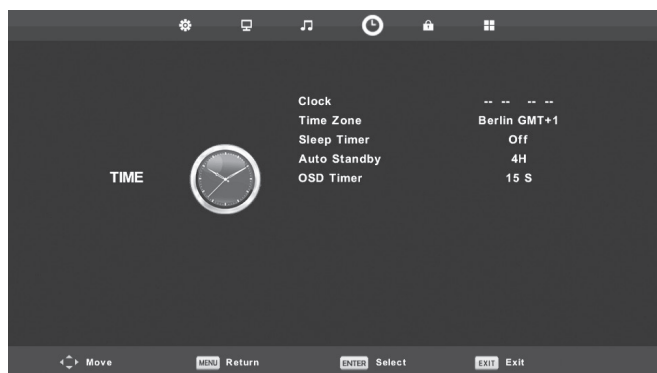 Clock -- -- -- --
Time Zone Berlin GMT+1
Sleep Timer Off
Auto Standby 4H
TIME
OSD Timer 15 S
Move MENU Return ENTER Select EXIT Exit